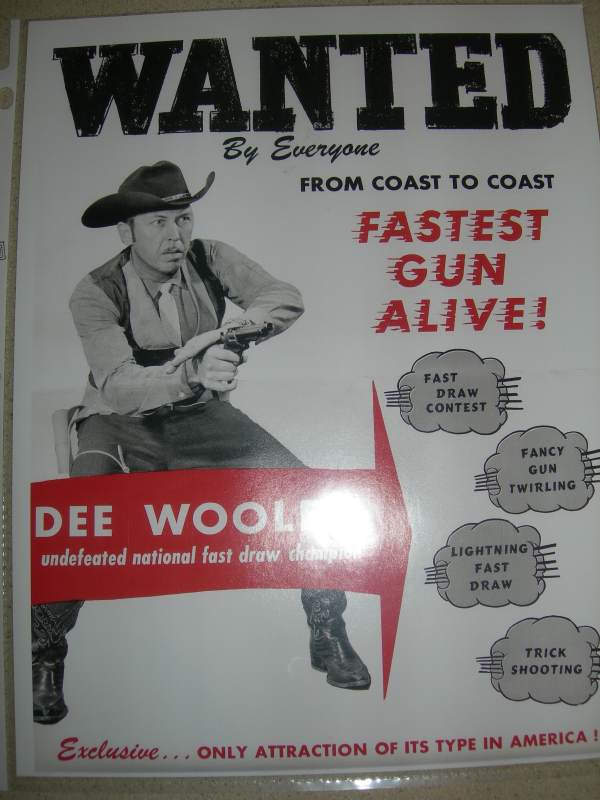 WANTED
By Everyone
FROM COAST TO COAST
FASTEST
GUN
ALIVE!
FAST
DRAW
CONTEST
FANCY
GUN
TWIRLING
DEE
undefeated national fast draw champion
LIGHTNING
FAST
DRAW
TRICK
SHOOTING
Exclusive... ONLY ATTRACTION OF ITS TYPE IN AMERICA!